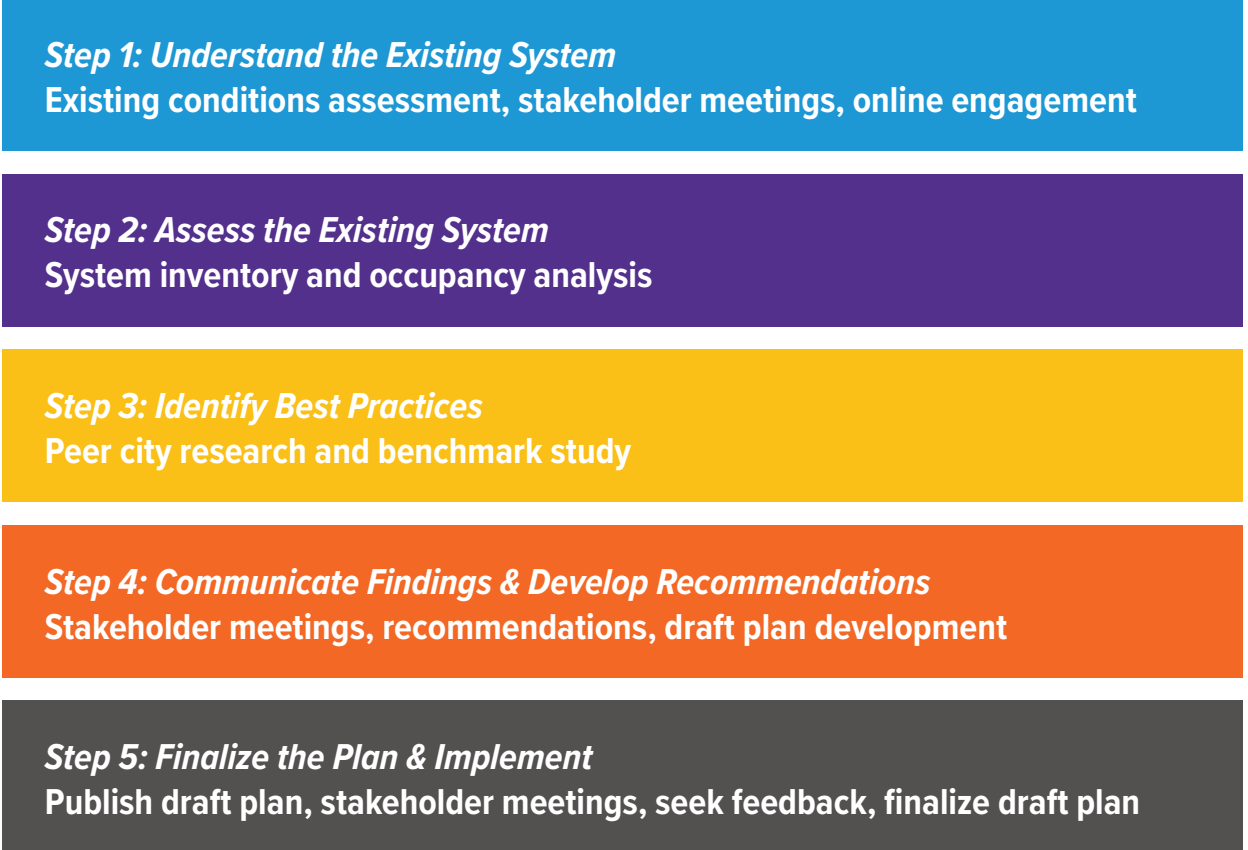 Step 1: Understand the Existing System
Existing conditions assessment, stakeholder meetings, online engagement
Step 2: Assess the Existing System
System inventory and occupancy analysis
Step 3: Identify Best Practices
Peer city research and benchmark study
Step 4: Communicate Findings & Develop Recommendations
Stakeholder meetings, recommendations, draft plan development
Step 5: Finalize the Plan & Implement
Publish draft plan, stakeholder meetings, seek feedback, finalize draft plan